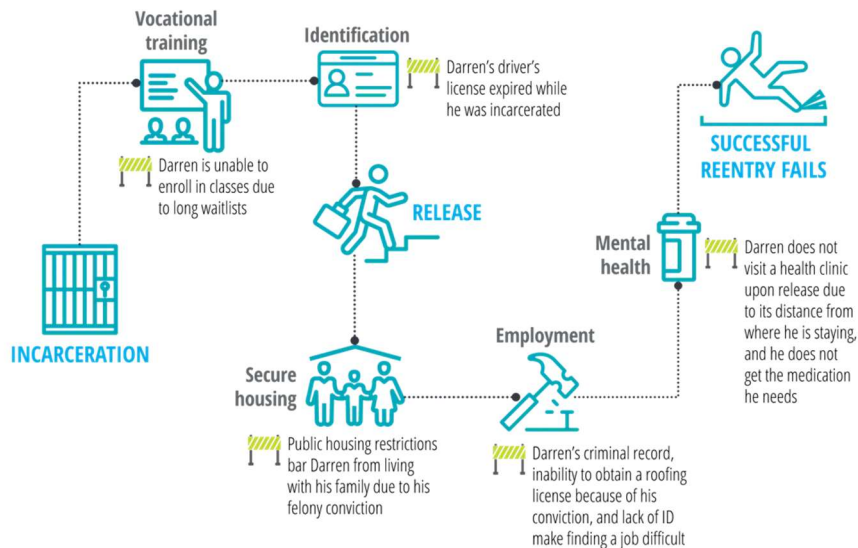 Vocational
training
Identification
Darren's driver's
license expired while
he was incarcerated
Darren is unable to
enroll in classes due
to long waitlists
INCARCERATION
RELEASE
Secure
housing
Public housing restrictions
bar Darren from living
with his family due to his
felony conviction
Employment
Darren's criminal record,
inability to obtain a roofing
license because of his
conviction, and lack of ID
make finding a job difficult
Mental
health
Darren does not
visit a health clinic
upon release due
to its distance from
where he is staying,
and he does not
get the medication
he needs
SUCCESSFUL
REENTRY FAILS